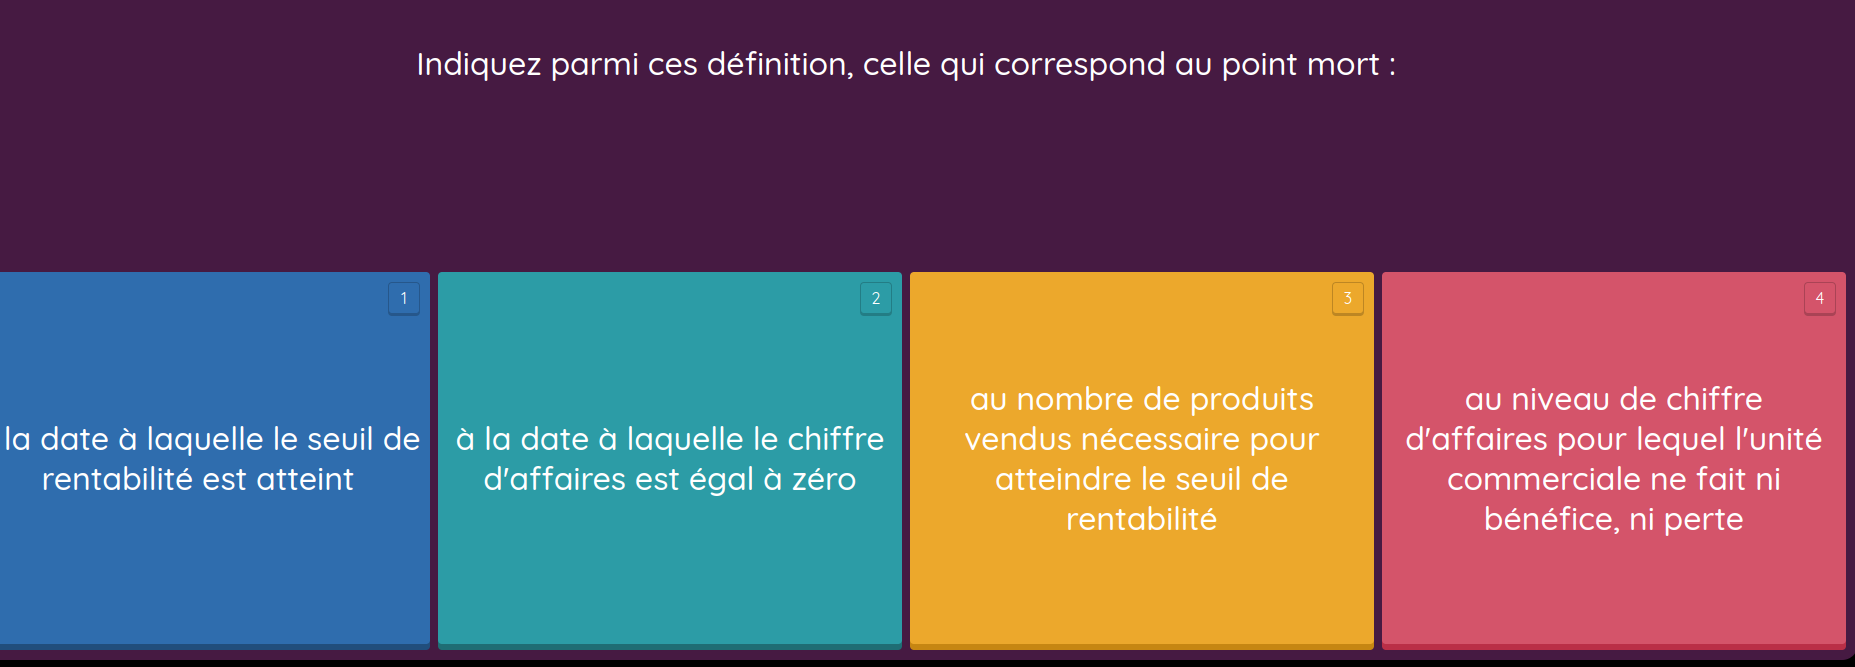 Indiquez parmi ces définition, celle qui correspond au point mort :
1
la date à laquelle le seuil de
rentabilité est atteint
2
à la date à laquelle le chiffre
d'affaires est égal à zéro
3
au nombre de produits
vendus nécessaire pour
atteindre le seuil de
rentabilité
4
au niveau de chiffre
d'affaires pour lequel l'unité
commerciale ne fait ni
bénéfice, ni perte